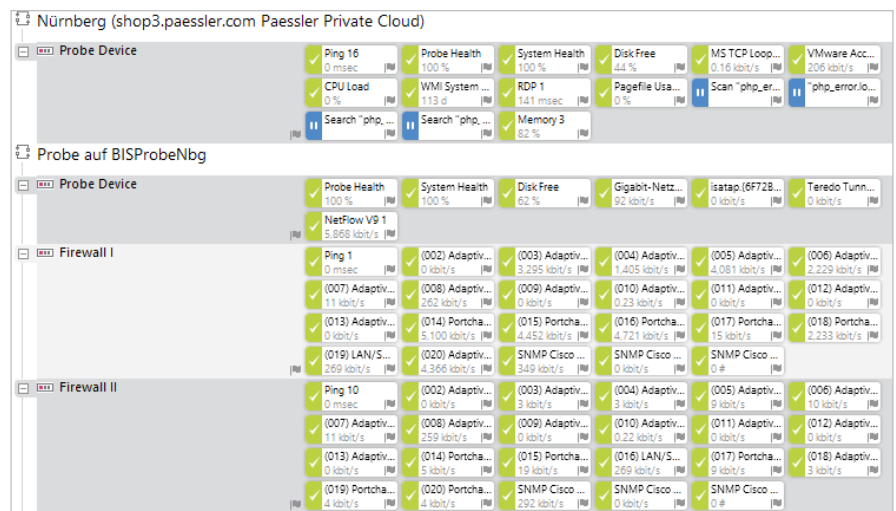 Nürnberg (shop3.paessler.com Paessler Private Cloud)
Probe Device
Ping 16 Probe Health System Health Disk Free MS TCP Loop... VMware Acc...
0 msec 100 % 100 % 44 % 0.16 kbit/s 206 kbit/s
CPU Load WMI System ... RDP 1 Pagefile Usa... Scan "php_er... "php_error.lo...
0 % 113 d 141 msec 0 %
Search "php_... Search "php_... Memory 3
82 %
Probe auf BISProbeNbg
Probe Device
Probe Health System Health Disk Free Gigabit-Netz... isatap.{6F72B... Teredo Tunn...
100 % 100 % 62 % 92 kbit/s 0 kbit/s 0 kbit/s
NetFlow V9 1
5,868 kbit/s
Firewall I
Ping 1 (002) Adaptiv... (003) Adaptiv... (004) Adaptiv... (005) Adaptiv... (006) Adaptiv...
0 msec 0 kbit/s 3,295 kbit/s 1,405 kbit/s 4,081 kbit/s 2,229 kbit/s
(007) Adaptiv... (008) Adaptiv... (009) Adaptiv... (010) Adaptiv... (011) Adaptiv... (012) Adaptiv...
11 kbit/s 262 kbit/s 0 kbit/s 0.23 kbit/s 0 kbit/s 0 kbit/s
(013) Adaptiv... (014) Portcha... (015) Portcha... (016) Portcha... (017) Portcha... (018) Portcha...
0 kbit/s 5,100 kbit/s 4,452 kbit/s 4,721 kbit/s 15 kbit/s 2,233 kbit/s
(019) LAN/S... (020) Adaptiv... SNMP Cisco ... SNMP Cisco ... SNMP Cisco ...
269 kbit/s 4,366 kbit/s 349 kbit/s 0 kbit/s 0 #
Firewall II
Ping 10 (002) Adaptiv... (003) Adaptiv... (004) Adaptiv... (005) Adaptiv... (006) Adaptiv...
0 msec 0 kbit/s 3 kbit/s 3 kbit/s 9 kbit/s 10 kbit/s
(007) Adaptiv... (008) Adaptiv... (009) Adaptiv... (010) Adaptiv... (011) Adaptiv... (012) Adaptiv...
11 kbit/s 259 kbit/s 0 kbit/s 0.22 kbit/s 0 kbit/s 0 kbit/s
(013) Adaptiv... (014) Portcha... (015) Portcha... (016) LAN/S... (017) Portcha... (018) Adaptiv...
0 kbit/s 5 kbit/s 19 kbit/s 269 kbit/s 9 kbit/s 3 kbit/s
(019) Portcha... (020) Portcha... SNMP Cisco ... SNMP Cisco ... SNMP Cisco ...
4 kbit/s 4 kbit/s 292 kbit/s 0 kbit/s 0 #